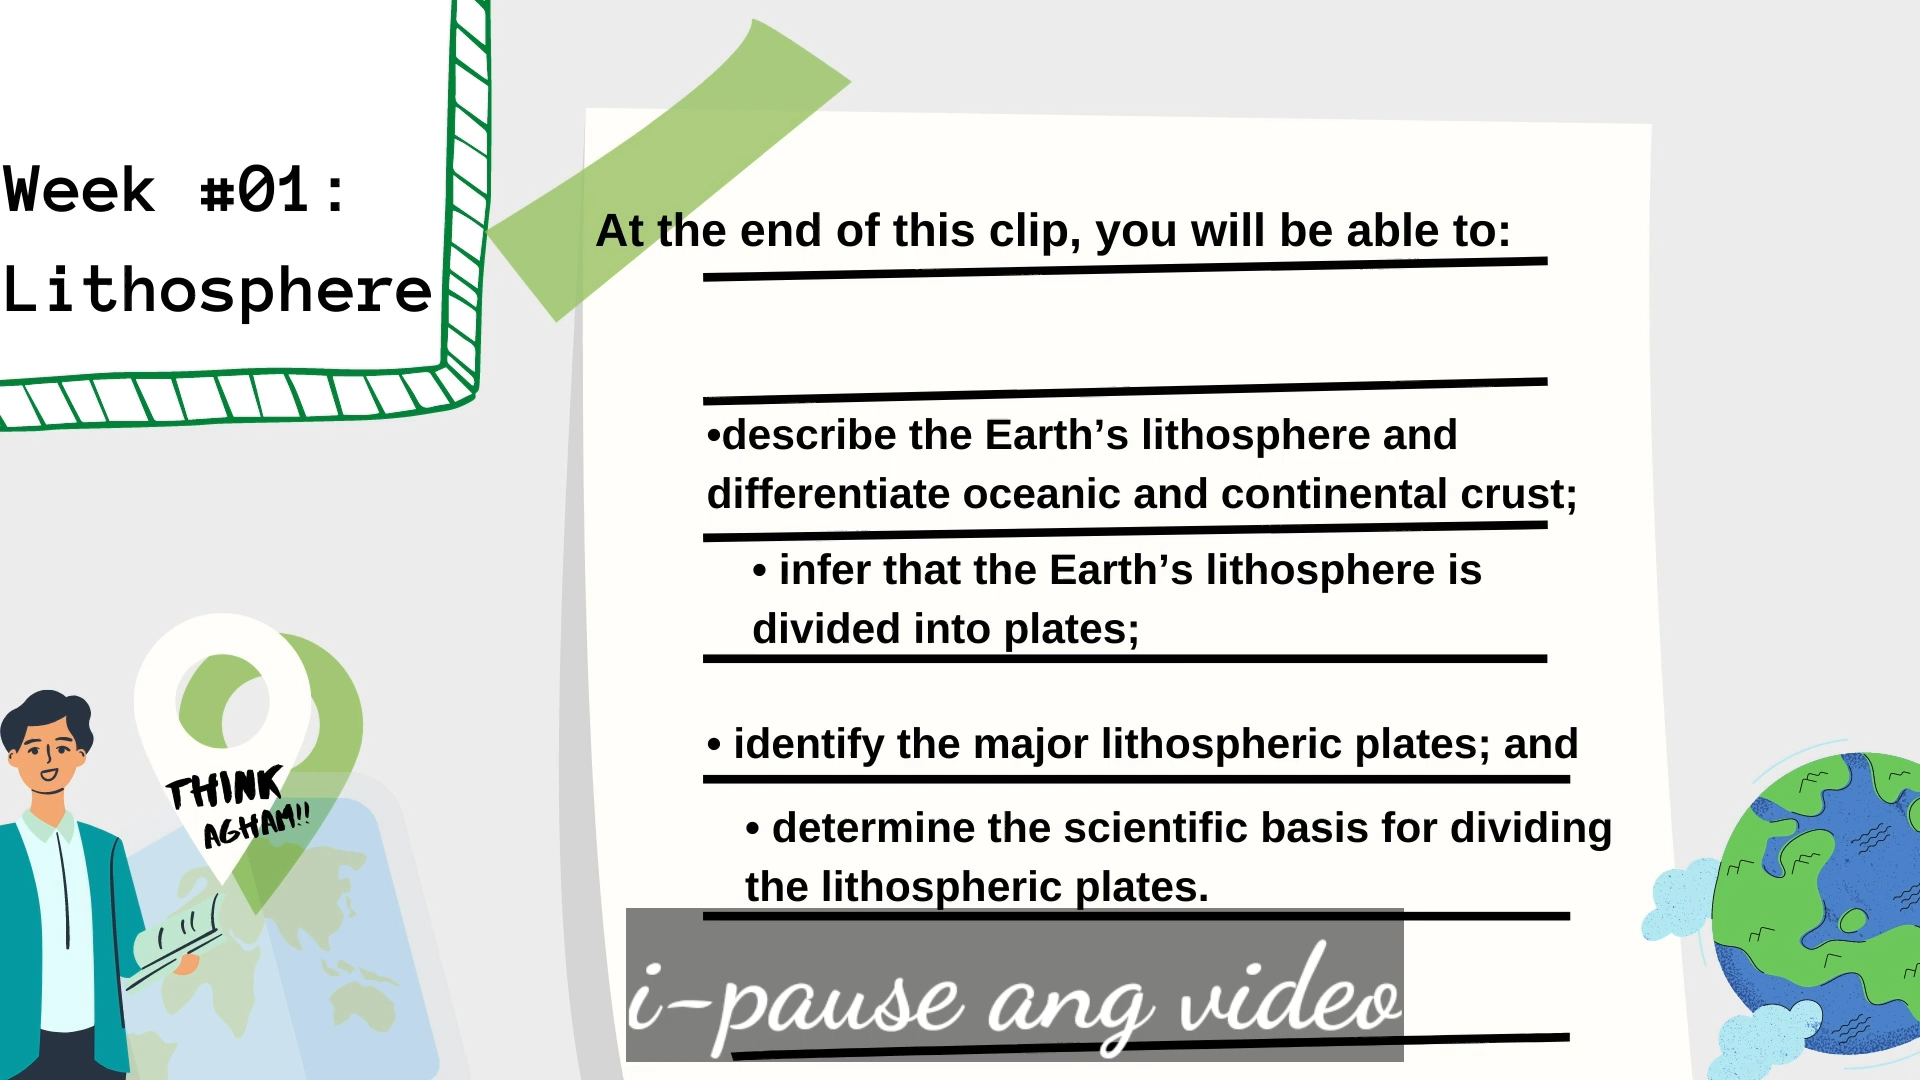 Week #01:
Lithosphere
At the end of this clip, you will be able to:
•describe the Earth’s lithosphere and
differentiate oceanic and continental crust;
• infer that the Earth’s lithosphere is
divided into plates;
• identify the major lithospheric plates; and
• determine the scientific basis for dividing
the lithospheric plates.
THINK
AGHAM!!
i-pause ang video